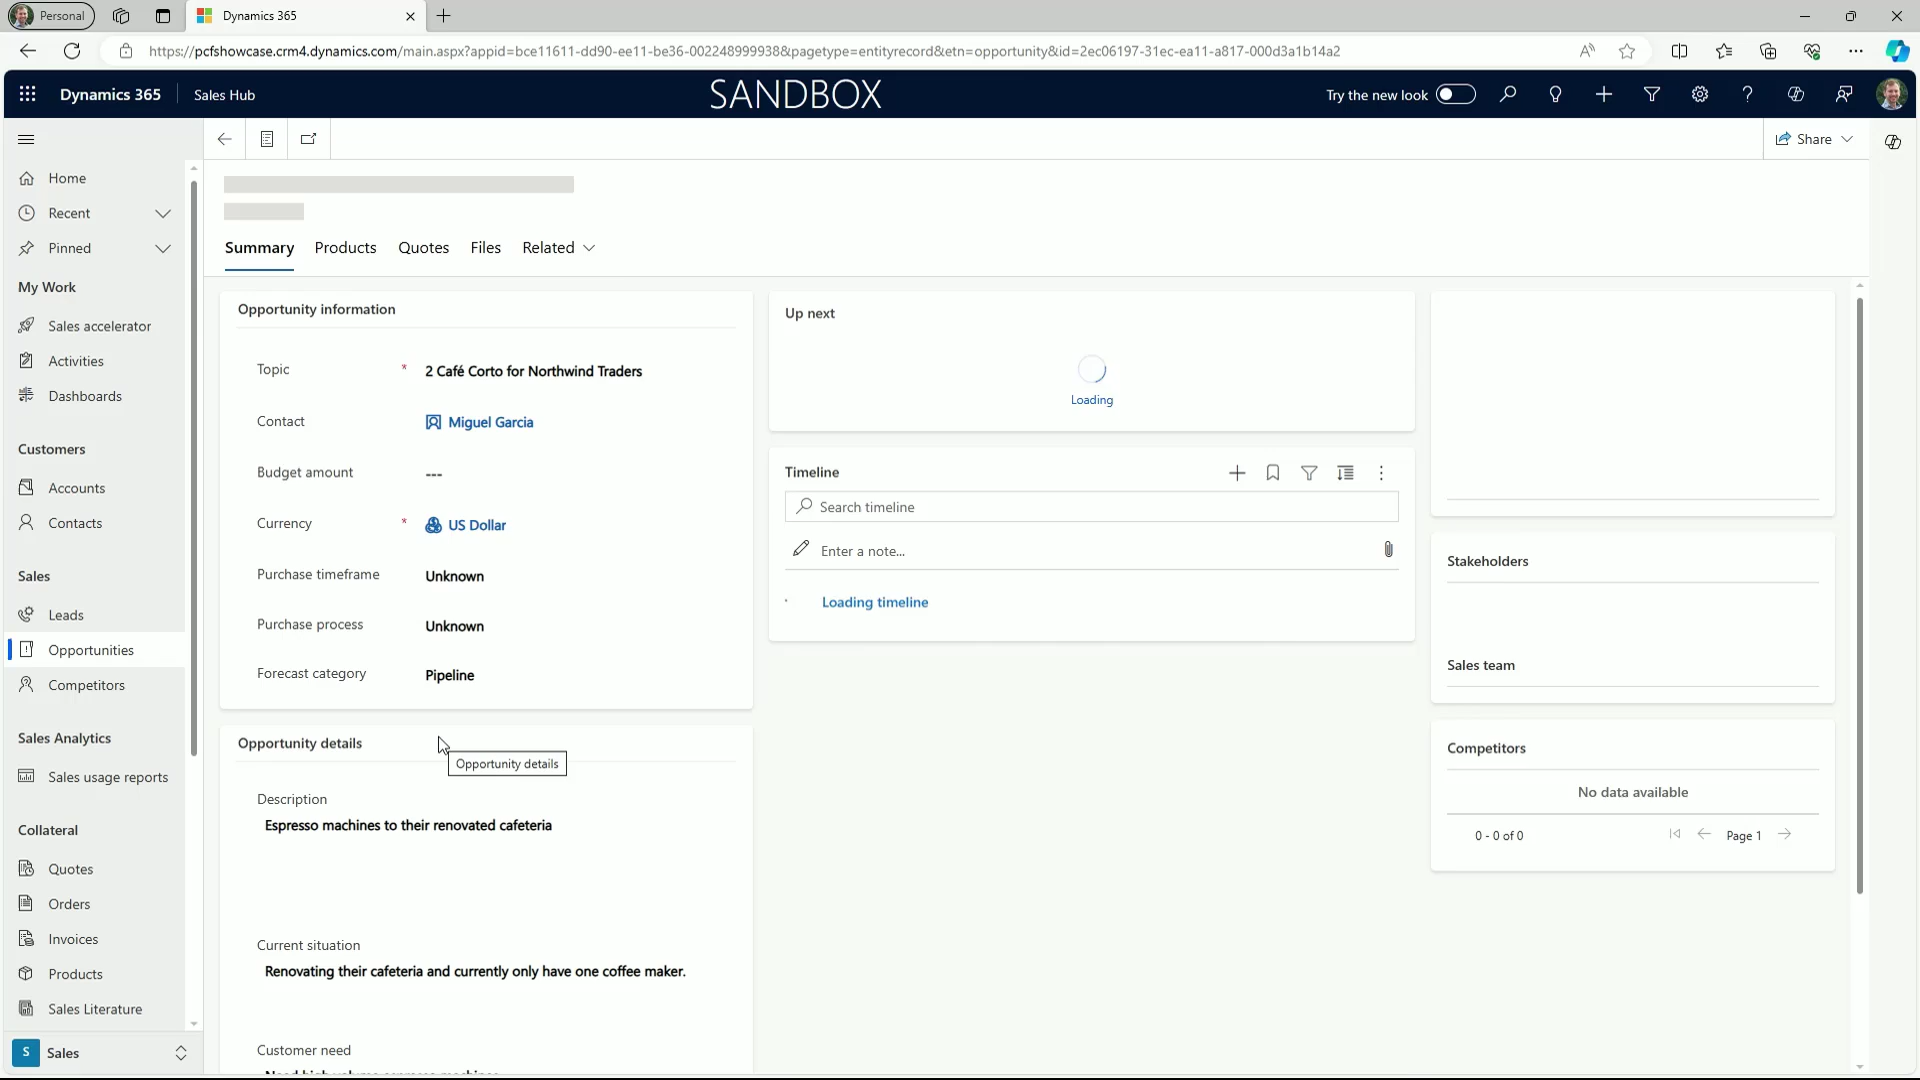 Personal
Dynamics 365
https://pcfshowcase.crm4.dynamics.com/main.aspx?appid=bce11611-dd90-ee11-be36-002248999938&pagetype=entityrecord&etn=opportunity&id=2ec06197-31ec-ea11-a817-000d3a1b14a2
Dynamics 365
Sales Hub
SANDBOX
Try the new look
Share
Home
Recent
Pinned
My Work
Sales accelerator
Activities
Dashboards
Customers
Accounts
Contacts
Sales
Leads
Opportunities
Competitors
Sales Analytics
Sales usage reports
Collateral
Quotes
Orders
Invoices
Products
Sales Literature
S Sales
Summary Products Quotes Files Related
Opportunity information
Topic * 2 Café Corto for Northwind Traders
Contact Miguel Garcia
Budget amount ---
Currency * US Dollar
Purchase timeframe Unknown
Purchase process Unknown
Forecast category Pipeline
Opportunity details
Opportunity details
Description
Espresso machines to their renovated cafeteria
Current situation
Renovating their cafeteria and currently only have one coffee maker.
Customer need
Need high volume espresso machines
Up next
Loading
Timeline
Search timeline
Enter a note...
Loading timeline
Stakeholders
Sales team
Competitors
No data available
0 - 0 of 0
Page 1